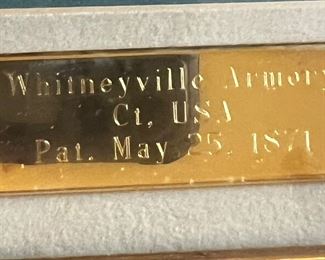 Whitneyville Armory
Ct, USA
Pat. May 25, 1871